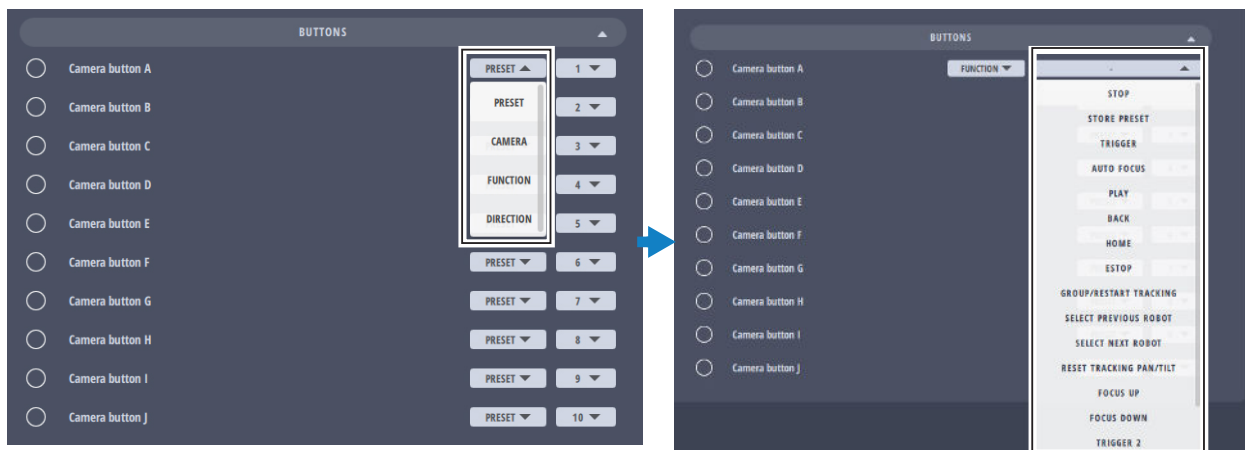 BUTTONS
Camera button A PRESET 1
PRESET
Camera button B 2
CAMERA
Camera button C 3
FUNCTION
Camera button D 4
DIRECTION
Camera button E 5
Camera button F PRESET 6
Camera button G PRESET 7
Camera button H PRESET 8
Camera button I PRESET 9
Camera button J PRESET 10
BUTTONS
Camera button A FUNCTION -
Camera button B
Camera button C
Camera button D
Camera button E
Camera button F
Camera button G
Camera button H
Camera button I
Camera button J
STOP
STORE PRESET
TRIGGER
AUTO FOCUS
PLAY
BACK
HOME
ESTOP
GROUP/RESTART TRACKING
SELECT PREVIOUS ROBOT
SELECT NEXT ROBOT
RESET TRACKING PAN/TILT
FOCUS UP
FOCUS DOWN
TRIGGER 2